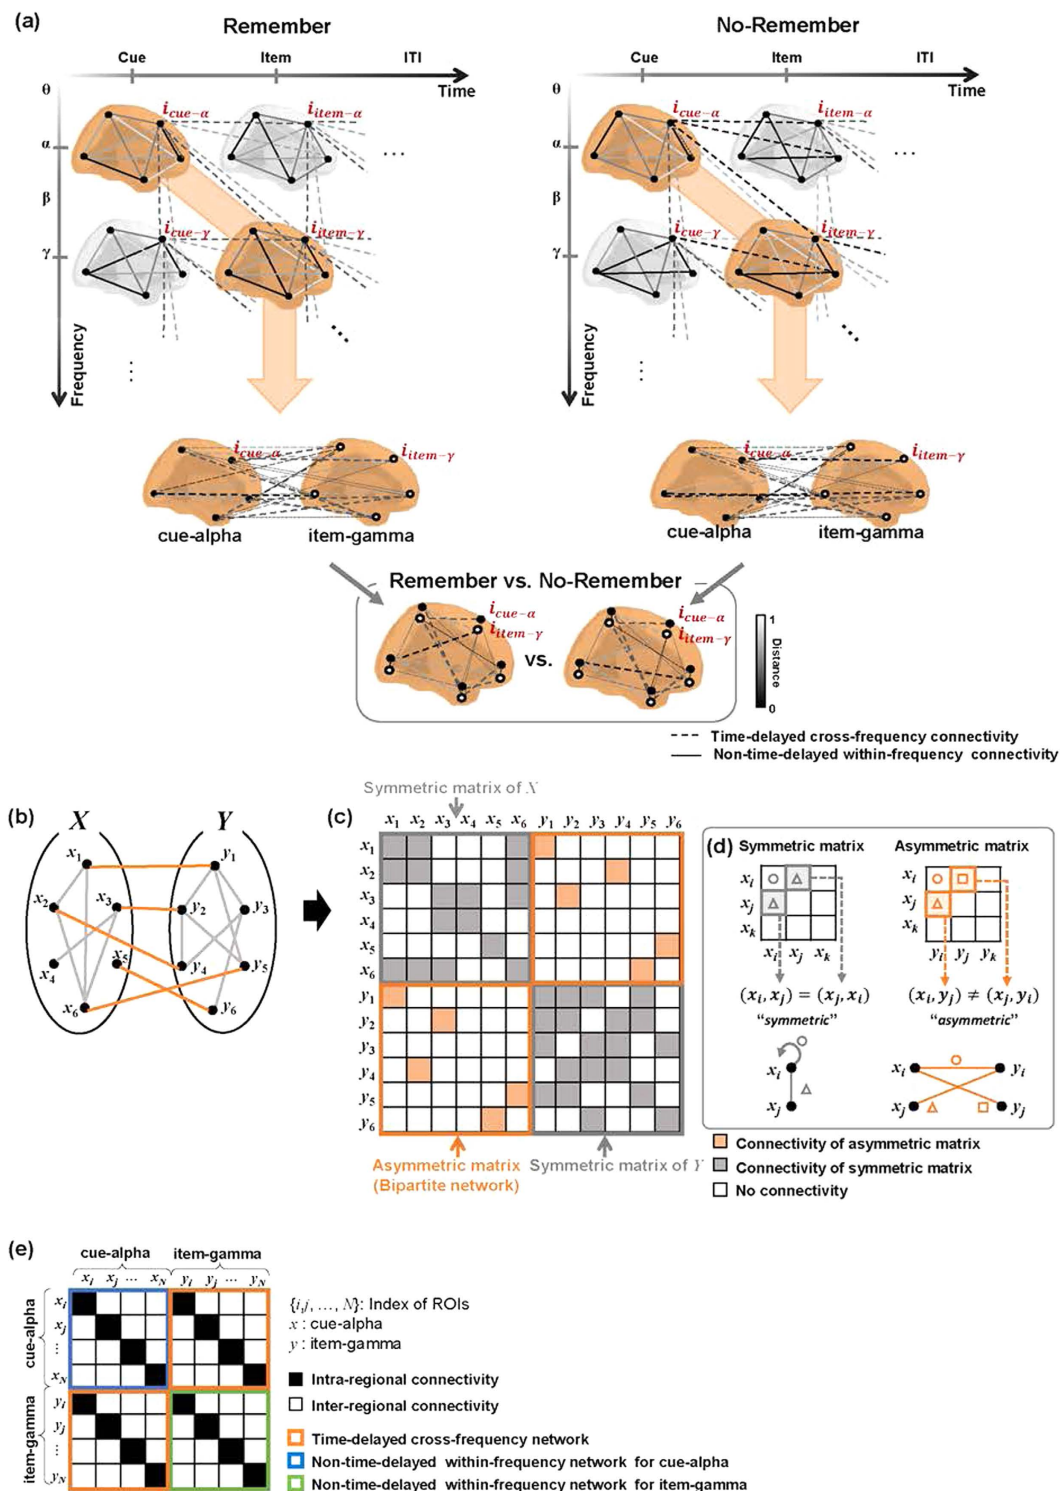 (a)
Remember
No-Remember
Cue Item ITI
Time
Cue Item ITI
Time
θ
α
β
γ
Frequency
i_cue-α
i_item-α
...
i_cue-γ
i_item-γ
...
θ
α
β
γ
Frequency
i_cue-α
i_item-α
...
i_cue-γ
i_item-γ
...
i_cue-α
i_item-γ
cue-alpha item-gamma
i_cue-α
i_item-γ
cue-alpha item-gamma
Remember vs. No-Remember
i_cue-α
i_item-γ
vs.
i_cue-α
i_item-γ
1
Distance
0
Time-delayed cross-frequency connectivity
Non-time-delayed within-frequency connectivity
(b)
X Y
x1
x2
x3
x4
x5
x6
y1
y2
y3
y4
y5
y6
(c)
Symmetric matrix of X
x1 x2 x3 x4 x5 x6 y1 y2 y3 y4 y5 y6
x1
x2
x3
x4
x5
x6
y1
y2
y3
y4
y5
y6
Asymmetric matrix
(Bipartite network)
Symmetric matrix of Y
(d)
Symmetric matrix
xi
xj
xk
xi xj xk
(xi, xj) = (xj, xi)
“symmetric”
xi
xj
Asymmetric matrix
xi
xj
xk
yi yj yk
(xi, yj) ≠ (xj, yi)
“asymmetric”
xi yi
xj yj
Connectivity of asymmetric matrix
Connectivity of symmetric matrix
No connectivity
(e)
cue-alpha item-gamma
xi xj ... xN yi yj ... yN
cue-alpha
xi
xj
⋮
xN
item-gamma
yi
yj
⋮
yN
{i,j, ..., N}: Index of ROIs
x : cue-alpha
y : item-gamma
Intra-regional connectivity
Inter-regional connectivity
Time-delayed cross-frequency network
Non-time-delayed within-frequency network for cue-alpha
Non-time-delayed within-frequency network for item-gamma